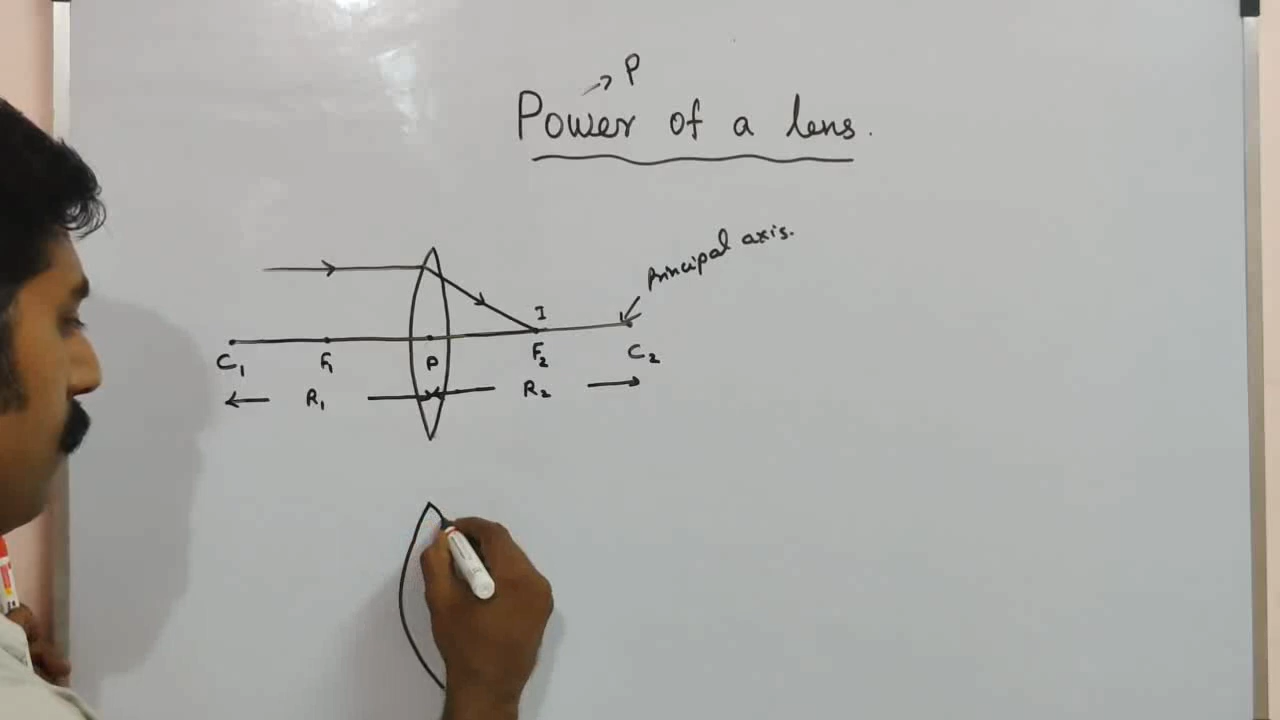 P
Power of a lens.
Principal axis.
I
C1 F1 P F2 C2
R1 R2